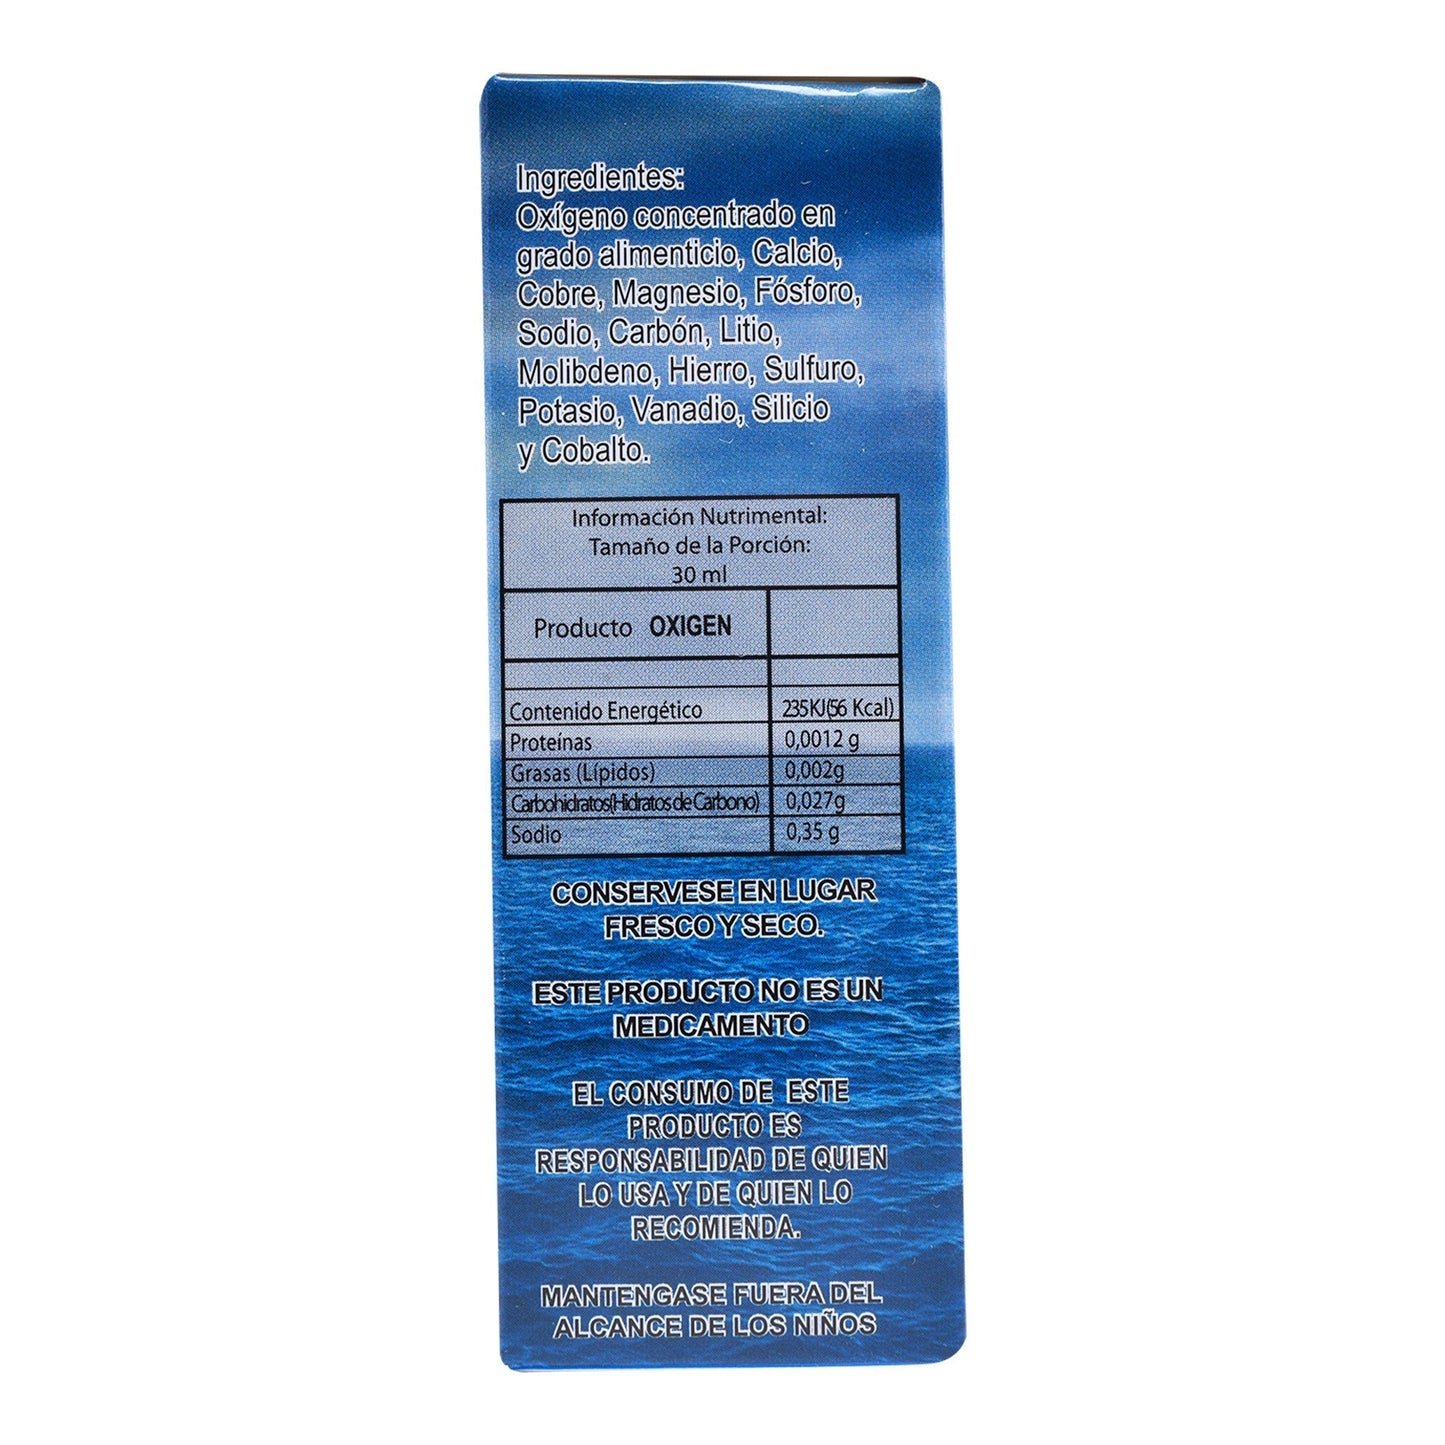 Ingredientes:
Oxígeno concentrado en
grado alimenticio, Calcio,
Cobre, Magnesio, Fósforo,
Sodio, Carbón, Litio,
Molibdeno, Hierro, Sulfuro,
Potasio, Vanadio, Silicio
y Cobalto.
Información Nutrimental:
Tamaño de la Porción:
30 ml
Producto OXIGEN
Contenido Energético 235KJ(56 Kcal)
Proteínas 0,0012 g
Grasas (Lípidos) 0,002g
Carbohidratos(Hidratos de Carbono) 0,027g
Sodio 0,35 g
CONSERVESE EN LUGAR
FRESCO Y SECO.
ESTE PRODUCTO NO ES UN
MEDICAMENTO
EL CONSUMO DE ESTE
PRODUCTO ES
RESPONSABILIDAD DE QUIEN
LO USA Y DE QUIEN LO
RECOMIENDA.
MANTENGASE FUERA DEL
ALCANCE DE LOS NIÑOS